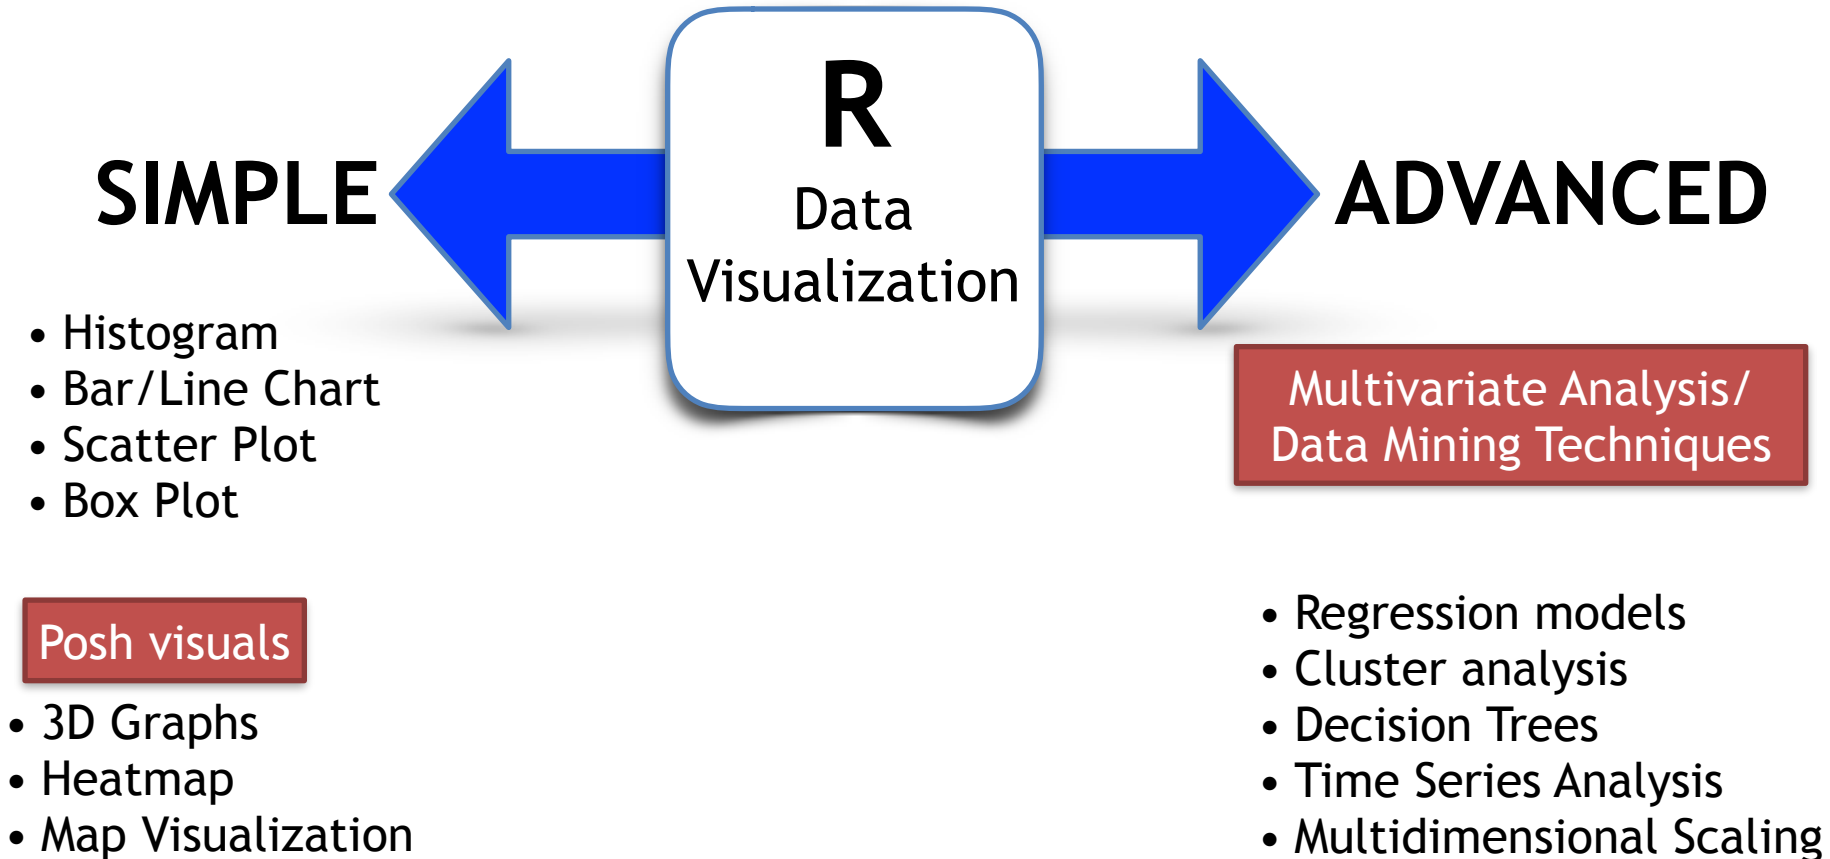 R
Data
Visualization
SIMPLE
• Histogram
• Bar/Line Chart
• Scatter Plot
• Box Plot
Posh visuals
• 3D Graphs
• Heatmap
• Map Visualization
ADVANCED
Multivariate Analysis/
Data Mining Techniques
• Regression models
• Cluster analysis
• Decision Trees
• Time Series Analysis
• Multidimensional Scaling